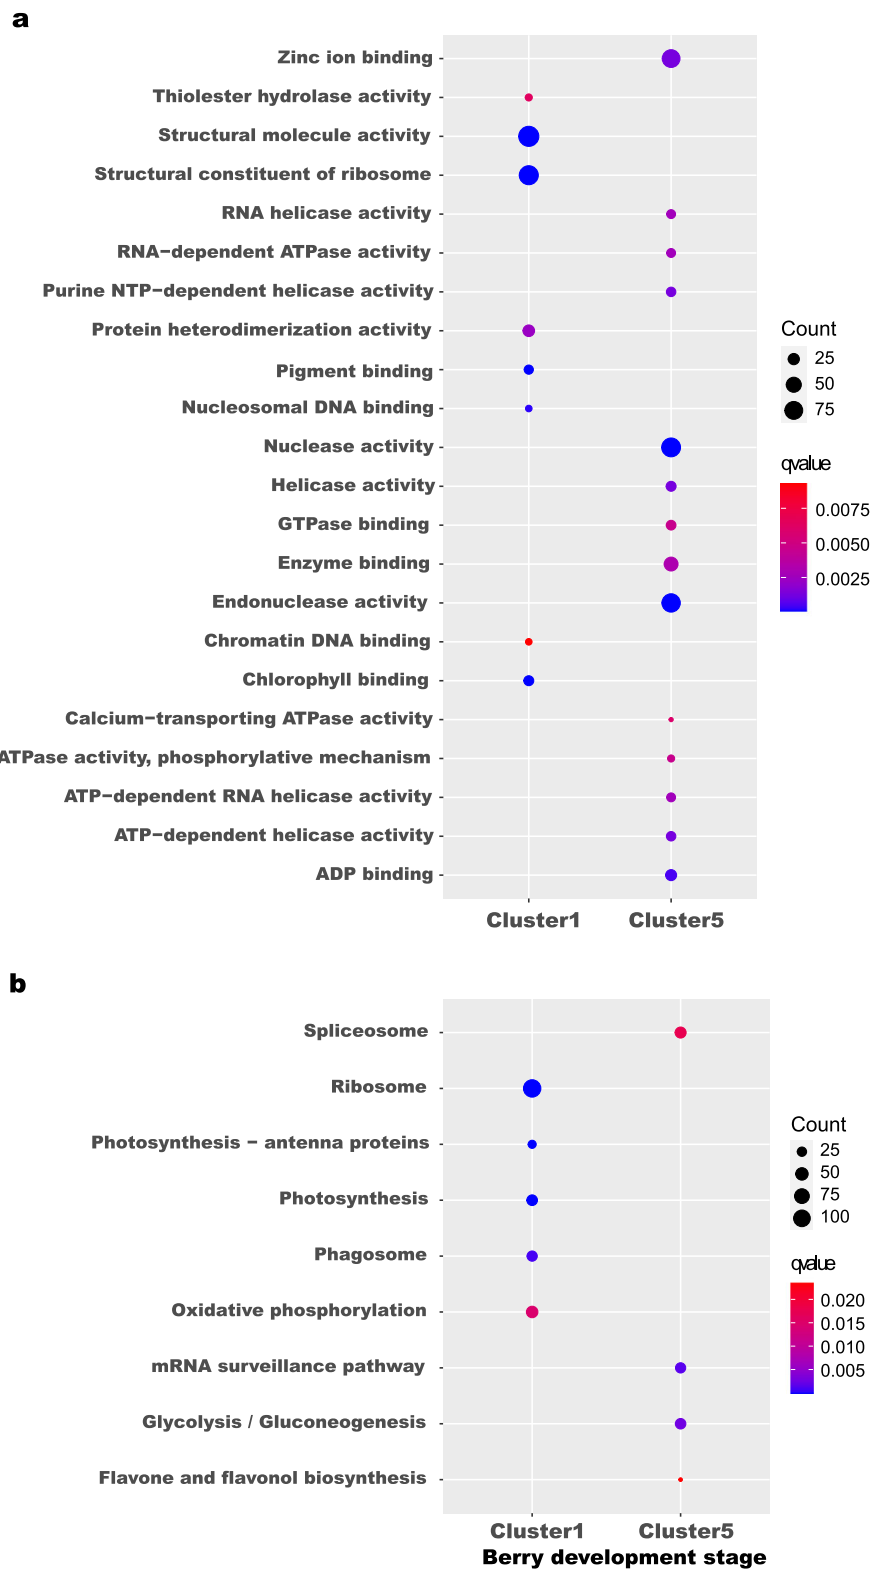 a
Zinc ion binding
Thiolester hydrolase activity
Structural molecule activity
Structural constituent of ribosome
RNA helicase activity
RNA−dependent ATPase activity
Purine NTP−dependent helicase activity
Protein heterodimerization activity
Pigment binding
Nucleosomal DNA binding
Nuclease activity
Helicase activity
GTPase binding
Enzyme binding
Endonuclease activity
Chromatin DNA binding
Chlorophyll binding
Calcium−transporting ATPase activity
ATPase activity, phosphorylative mechanism
ATP−dependent RNA helicase activity
ATP−dependent helicase activity
ADP binding
Cluster1
Cluster5
Count
25
50
75
qvalue
0.0075
0.0050
0.0025
b
Spliceosome
Ribosome
Photosynthesis − antenna proteins
Photosynthesis
Phagosome
Oxidative phosphorylation
mRNA surveillance pathway
Glycolysis / Gluconeogenesis
Flavone and flavonol biosynthesis
Cluster1
Cluster5
Berry development stage
Count
25
50
75
100
qvalue
0.020
0.015
0.010
0.005